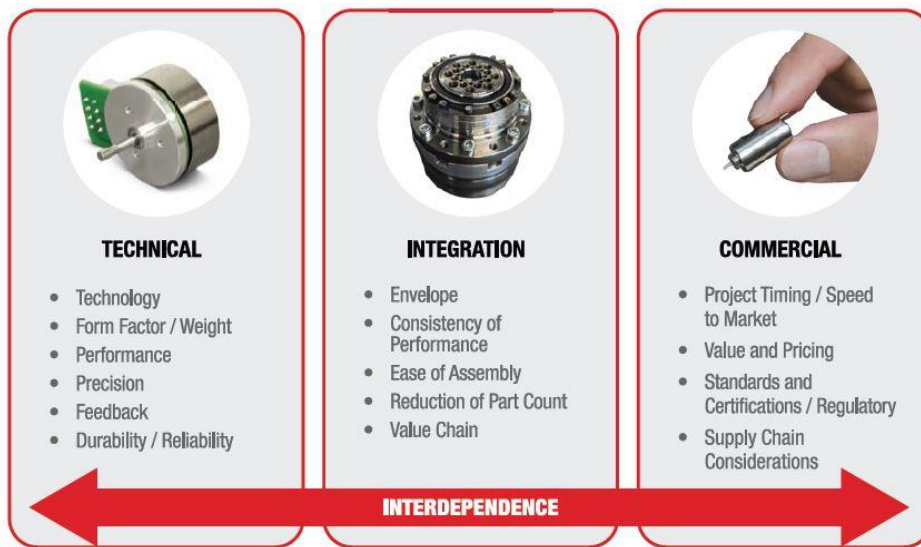 TECHNICAL
• Technology
• Form Factor / Weight
• Performance
• Precision
• Feedback
• Durability / Reliability
INTEGRATION
• Envelope
• Consistency of
Performance
• Ease of Assembly
• Reduction of Part Count
• Value Chain
COMMERCIAL
• Project Timing / Speed
to Market
• Value and Pricing
• Standards and
Certifications / Regulatory
• Supply Chain
Considerations
INTERDEPENDENCE